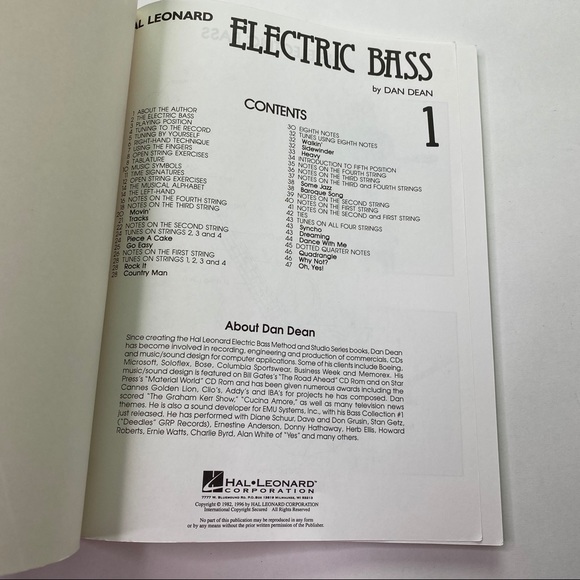 AL LEONARD
ELECTRIC BASS
by DAN DEAN
1
CONTENTS
ABOUT THE AUTHOR
THE ELECTRIC BASS
PLAYING POSITION
TUNING TO THE RECORD
TUNING BY YOURSELF
RIGHT-HAND TECHNIQUE
USING THE FINGERS
OPEN STRING EXERCISES
TABLATURE
MUSIC SYMBOLS
TIME SIGNATURES
OPEN STRING EXERCISES
THE MUSICAL ALPHABET
THE LEFT-HAND
NOTES ON THE FOURTH STRING
NOTES ON THE THIRD STRING
Movin'
Tracks
NOTES ON THE SECOND STRING
TUNES ON STRINGS 2, 3 and 4
Piece A Cake
Go Easy
NOTES ON THE FIRST STRING
TUNES ON STRINGS 1, 2, 3 and 4
Rock It
Country Man
30 EIGHTH NOTES
32 TUNES USING EIGHTH NOTES
32 Walkin'
32 Sidewinder
33 Heavy
34 INTRODUCTION TO FIFTH POSITION
35 NOTES ON THE FOURTH STRING
36 NOTES ON THE THIRD STRING
37 NOTES ON THE THIRD and FOURTH STRINGS
38 Some Jazz
38 Baroque Song
39 NOTES ON THE SECOND STRING
40 NOTES ON THE FIRST STRING
41 NOTES ON THE SECOND and FIRST STRING
42 TIES
43 TUNES ON ALL FOUR STRINGS
43 Syncho
43 Dreaming
44 Dance With Me
45 DOTTED QUARTER NOTES
46 Quadrangle
46 Why Not?
47 Oh, Yes!
About Dan Dean
Since creating the Hal Leonard Electric Bass Method and Studio Series books, Dan Dean
has become involved in recording, engineering and production of commercials, CDs
and music/sound design for computer applications. Some of his clients include Boeing,
Microsoft, Soloflex, Bose, Columbia Sportswear, Business Week and Memorex. His
music/sound design is featured on Bill Gates's "The Road Ahead" CD Rom and on Star
Press's "Material World" CD Rom and has been given numerous awards including the
Cannes Golden Lion, Clio's, Addy's and IBA's for projects he has composed. Dan
scored "The Graham Kerr Show," "Cucina Amore," as well as many television news
themes. He is also a sound developer for EMU Systems, Inc., with his Bass Collection #1
just released. He has performed with Diane Schuur, Dave and Don Grusin, Stan Getz,
("Deedles" GRP Records), Ernestine Anderson, Donny Hathaway, Herb Ellis, Howard
Roberts, Ernie Watts, Charlie Byrd, Alan White of "Yes" and many others.
HAL•LEONARD
CORPORATION
7777 W. BLUEMOUND RD. P.O. BOX 13819 MILWAUKEE, WI 53213
Copyright © 1982, 1996 by HAL LEONARD CORPORATION
International Copyright Secured All Rights Reserved
No part of this publication may be reproduced in any form
or by any means without the prior written permission of the Publisher.